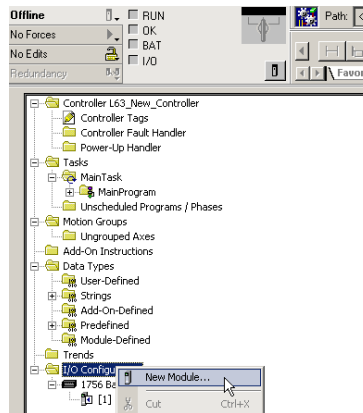 Offline
RUN
Path:
No Forces
OK
No Edits
BAT
I/O
Redundancy
Favor
Controller L63_New_Controller
Controller Tags
Controller Fault Handler
Power-Up Handler
Tasks
MainTask
MainProgram
Unscheduled Programs / Phases
Motion Groups
Ungrouped Axes
Add-On Instructions
Data Types
User-Defined
Strings
Add-On-Defined
Predefined
Module-Defined
Trends
I/O Configu
New Module...
1756 Ba
[1]
Cut Ctrl+X